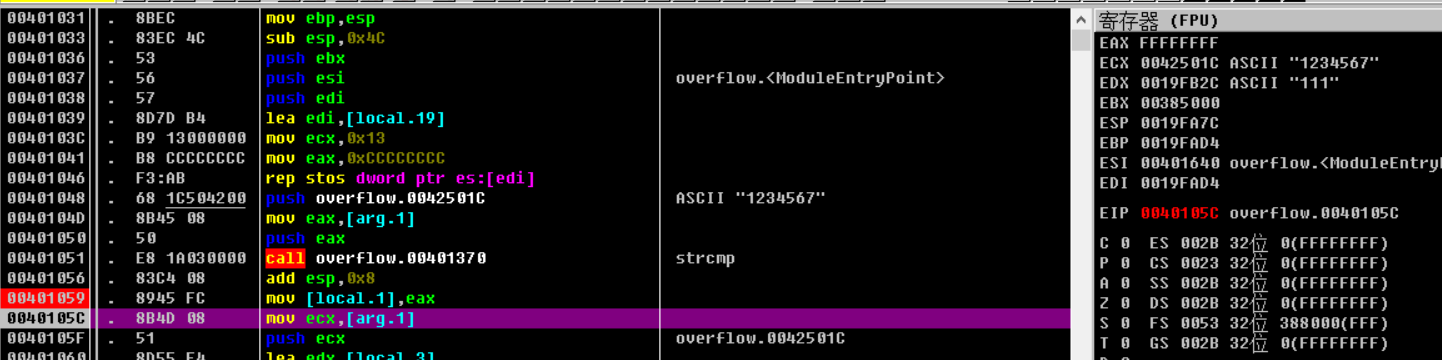 00401031 . 8BEC mov ebp,esp
00401033 . 83EC 4C sub esp,0x4C
00401036 . 53 push ebx
00401037 . 56 push esi overflow.<ModuleEntryPoint>
00401038 . 57 push edi
00401039 . 8D7D B4 lea edi,[local.19]
0040103C . B9 13000000 mov ecx,0x13
00401041 . B8 CCCCCCCC mov eax,0xCCCCCCCC
00401046 . F3:AB rep stos dword ptr es:[edi]
00401048 . 68 1C504200 push overflow.0042501C ASCII "1234567"
0040104D . 8B45 08 mov eax,[arg.1]
00401050 . 50 push eax
00401051 . E8 1A030000 call overflow.00401370 strcmp
00401056 . 83C4 08 add esp,0x8
00401059 . 8945 FC mov [local.1],eax
0040105C . 8B4D 08 mov ecx,[arg.1]
0040105F . 51 push ecx overflow.0042501C
00401060 . 8D55 F4 lea edx,[local.3]
寄存器 (FPU)
EAX FFFFFFFF
ECX 0042501C ASCII "1234567"
EDX 0019FB2C ASCII "111"
EBX 00385000
ESP 0019FA7C
EBP 0019FAD4
ESI 00401640 overflow.<ModuleEntryP
EDI 0019FAD4
EIP 0040105C overflow.0040105C
C 0 ES 002B 32位 0(FFFFFFFF)
P 0 CS 0023 32位 0(FFFFFFFF)
A 0 SS 002B 32位 0(FFFFFFFF)
Z 0 DS 002B 32位 0(FFFFFFFF)
S 0 FS 0053 32位 388000(FFF)
T 0 GS 002B 32位 0(FFFFFFFF)